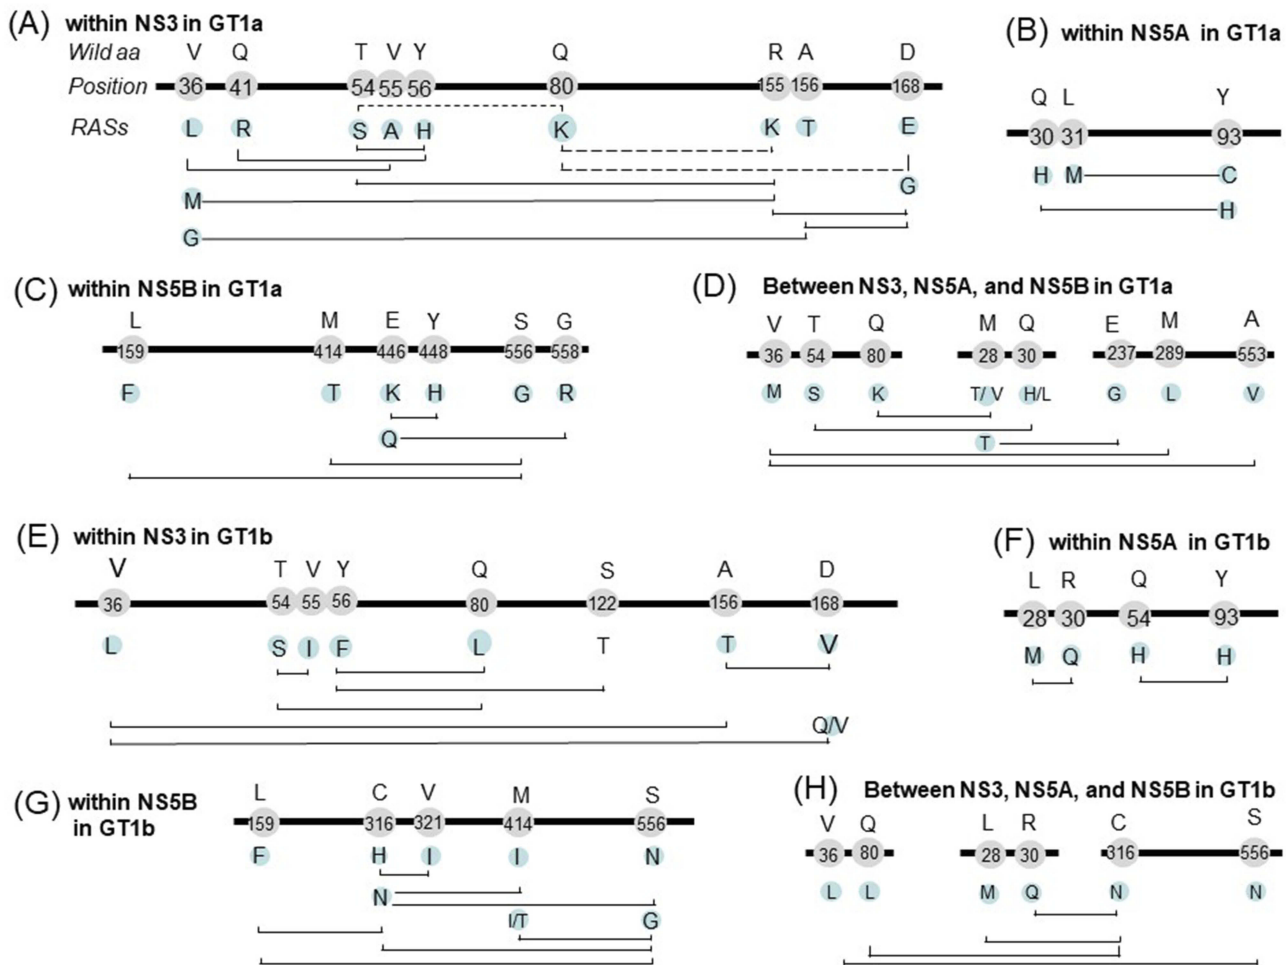 (A) within NS3 in GT1a
Wild aa V Q T V Y Q R A D
Position 36 41 54 55 56 80 155 156 168
RASs L R S A H K K T E
G
M
G
(B) within NS5A in GT1a
Q L Y
30 31 93
H M C
H
(C) within NS5B in GT1a
L M E Y S G
159 414 446 448 556 558
F T K H G R
Q
(D) Between NS3, NS5A, and NS5B in GT1a
V T Q M Q E M A
36 54 80 28 30 237 289 553
M S K T/V H/L G L V
T
(E) within NS3 in GT1b
V T V Y Q S A D
36 54 55 56 80 122 156 168
L S I F L T T V
Q/V
(F) within NS5A in GT1b
L R Q Y
28 30 54 93
M Q H H
(G) within NS5B
in GT1b
L C V M S
159 316 321 414 556
F H I I N
N
I/T G
(H) Between NS3, NS5A, and NS5B in GT1b
V Q L R C S
36 80 28 30 316 556
L L M Q N N